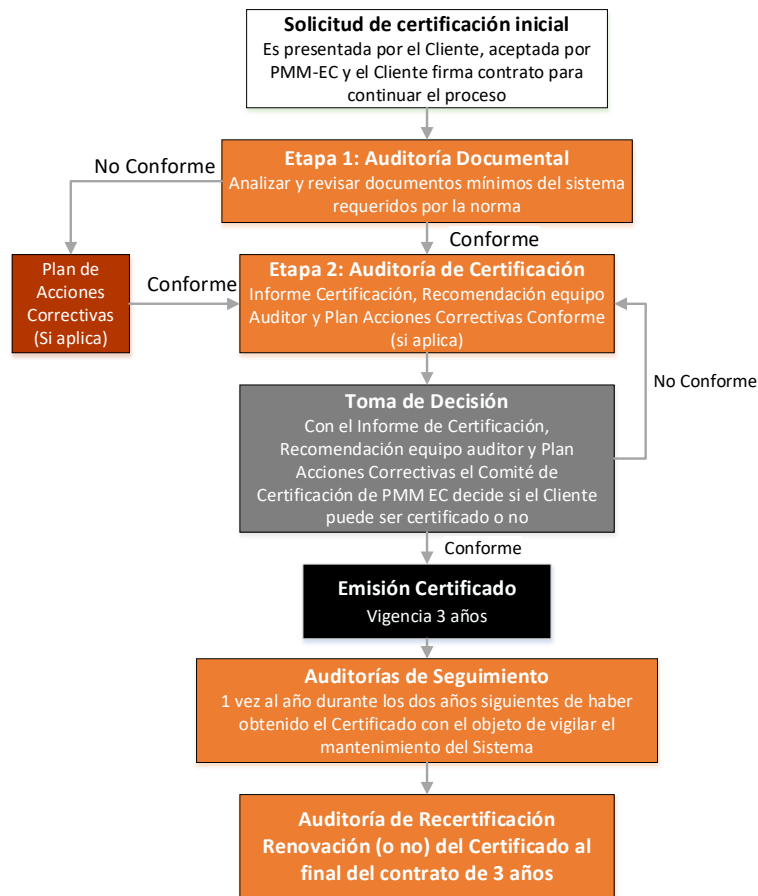 Solicitud de certificación inicial
Es presentada por el Cliente, aceptada por
PMM-EC y el Cliente firma contrato para
continuar el proceso
No Conforme
Etapa 1: Auditoría Documental
Analizar y revisar documentos mínimos del sistema
requeridos por la norma
Conforme
Plan de
Acciones
Correctivas
(Si aplica)
Conforme
Etapa 2: Auditoría de Certificación
Informe Certificación, Recomendación equipo
Auditor y Plan Acciones Correctivas Conforme
(si aplica)
No Conforme
Toma de Decisión
Con el Informe de Certificación,
Recomendación equipo auditor y Plan
Acciones Correctivas el Comité de
Certificación de PMM EC decide si el Cliente
puede ser certificado o no
Conforme
Emisión Certificado
Vigencia 3 años
Auditorías de Seguimiento
1 vez al año durante los dos años siguientes de haber
obtenido el Certificado con el objeto de vigilar el
mantenimiento del Sistema
Auditoría de Recertificación
Renovación (o no) del Certificado al
final del contrato de 3 años